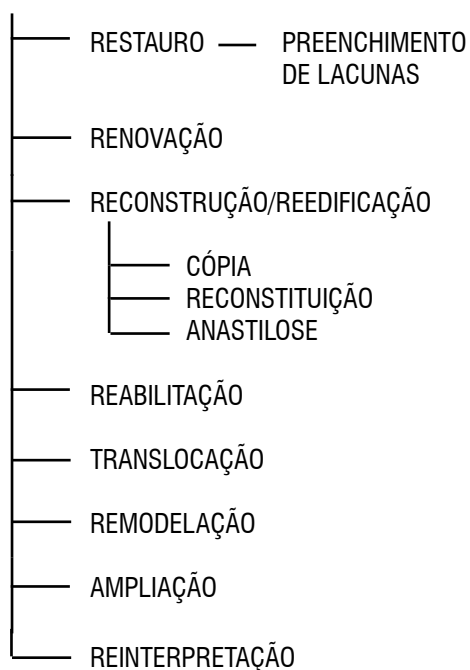 RESTAURO — PREENCHIMENTO
DE LACUNAS
RENOVAÇÃO
RECONSTRUÇÃO/REEDIFICAÇÃO
CÓPIA
RECONSTITUIÇÃO
ANASTILOSE
REABILITAÇÃO
TRANSLOCAÇÃO
REMODELAÇÃO
AMPLIAÇÃO
REINTERPRETAÇÃO